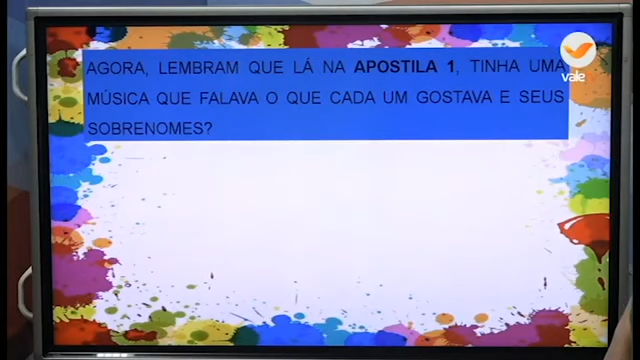 AGORA, LEMBRAM QUE LÁ NA APOSTILA 1, TINHA UMA
MÚSICA QUE FALAVA O QUE CADA UM GOSTAVA E SEUS
SOBRENOMES?
vale